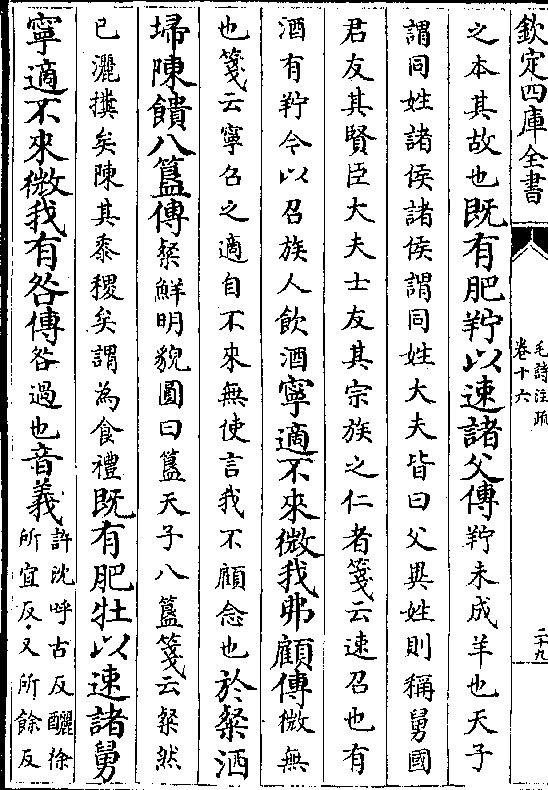 欽定四庫全書
毛詩注疏
卷十六
二十九
之本其故也既有肥羜以速諸父傳羜未成羊也天子
謂同姓諸侯諸侯謂同姓大夫皆曰父異姓則稱舅國
君友其賢臣大夫士友其宗族之仁者箋云速召也有
酒有羜今以召族人飲酒寧適不來微我弗顧傳微無
也箋云寧召之適自不來無使言我不顧念也於粲洒
埽陳饋八簋傳粲鮮明貌圓曰簋天子八簋箋云粲然
已灑㩓矣陳其黍稷矣謂為食禮既有肥牡以速諸舅
寧適不來微我有咎傳咎過也音義
許沈呼古反釃徐
所宜反又所餘反